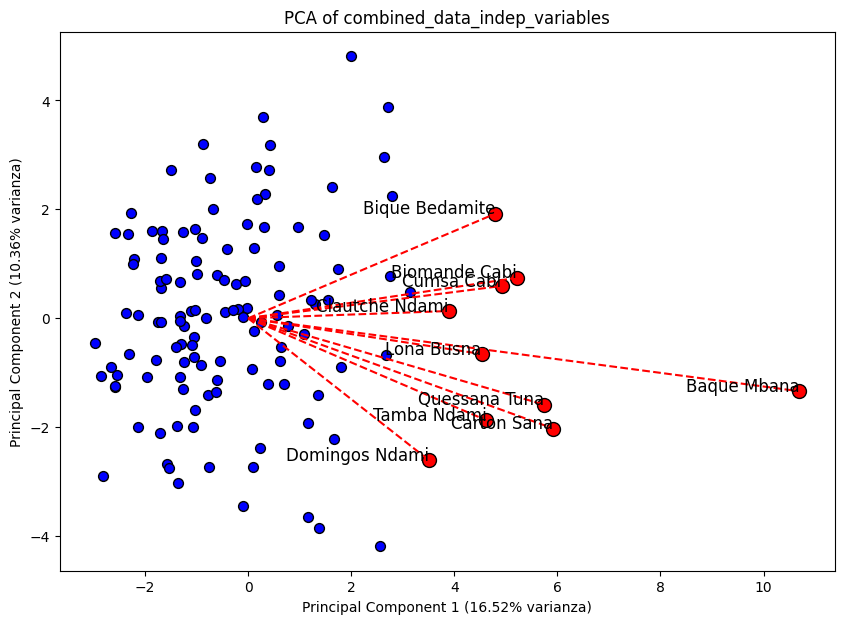 PCA of combined_data_indep_variables
Principal Component 2 (10.36% varianza)
4
2
0
−2
−4
Bique Bedamite
Biomande Cabi
Cumsa Cabi
Glautche Ndami
Lona Busna
Baque Mbana
Quessana Tuna
Tamba Ndami
Carlon Sana
Domingos Ndami
−2
0
2
4
6
8
10
Principal Component 1 (16.52% varianza)